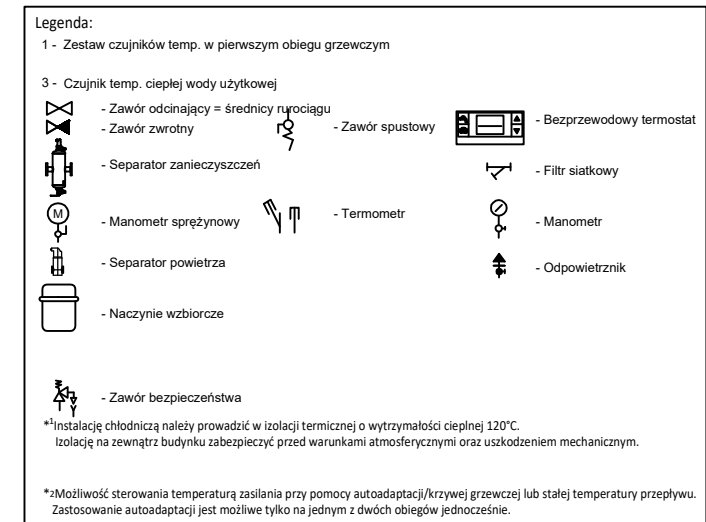 Legenda:
1 - Zestaw czujników temp. w pierwszym obiegu grzewczym
3 - Czujnik temp. ciepłej wody użytkowej
- Zawór odcinający = średnicy rurociągu
- Zawór zwrotny
- Zawór spustowy
- Bezprzewodowy termostat
- Separator zanieczyszczeń
- Filtr siatkowy
M
- Manometr sprężynowy
- Termometr
- Manometr
- Separator powietrza
- Odpowietrznik
- Naczynie wzbiorcze
- Zawór bezpieczeństwa
*1Instalację chłodniczą należy prowadzić w izolacji termicznej o wytrzymałości cieplnej 120°C.
Izolację na zewnątrz budynku zabezpieczyć przed warunkami atmosferycznymi oraz uszkodzeniem mechanicznym.
*2Możliwość sterowania temperaturą zasilania przy pomocy autoadaptacji/krzywej grzewczej lub stałej temperatury przepływu.
Zastosowanie autoadaptacji jest możliwe tylko na jednym z dwóch obiegów jednocześnie.